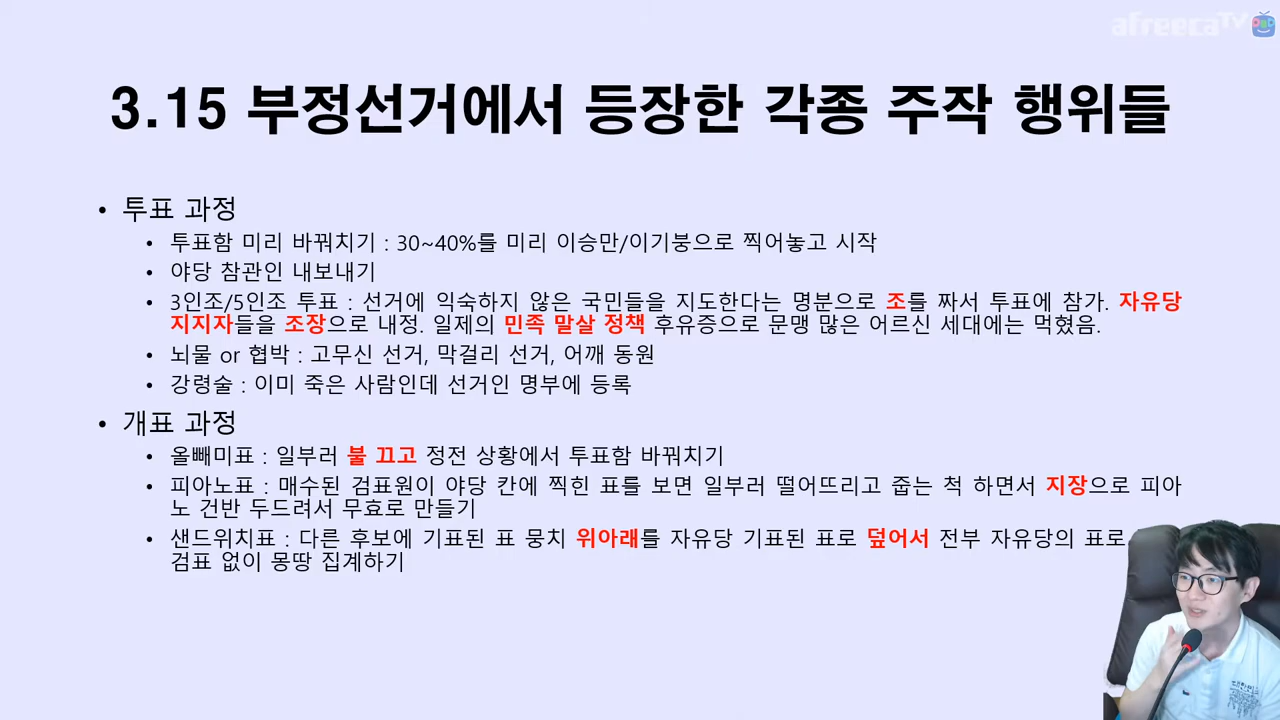 afreecaTV
3.15 부정선거에서 등장한 각종 주작 행위들
• 투표 과정
• 투표함 미리 바꿔치기 : 30~40%를 미리 이승만/이기붕으로 찍어놓고 시작
• 야당 참관인 내보내기
• 3인조/5인조 투표 : 선거에 익숙하지 않은 국민들을 지도한다는 명분으로 조를 짜서 투표에 참가. 자유당
지지자들을 조장으로 내정. 일제의 민족 말살 정책 후유증으로 문맹 많은 어르신 세대에는 먹혔음.
• 뇌물 or 협박 : 고무신 선거, 막걸리 선거, 어깨 동원
• 강령술 : 이미 죽은 사람인데 선거인 명부에 등록
• 개표 과정
• 올빼미표 : 일부러 불 끄고 정전 상황에서 투표함 바꿔치기
• 피아노표 : 매수된 검표원이 야당 칸에 찍힌 표를 보면 일부러 떨어뜨리고 줍는 척 하면서 지장으로 피아
노 건반 두드려서 무효로 만들기
• 샌드위치표 : 다른 후보에 기표된 표 뭉치 위아래를 자유당 기표된 표로 덮어서 전부 자유당의 표로
검표 없이 몽땅 집계하기